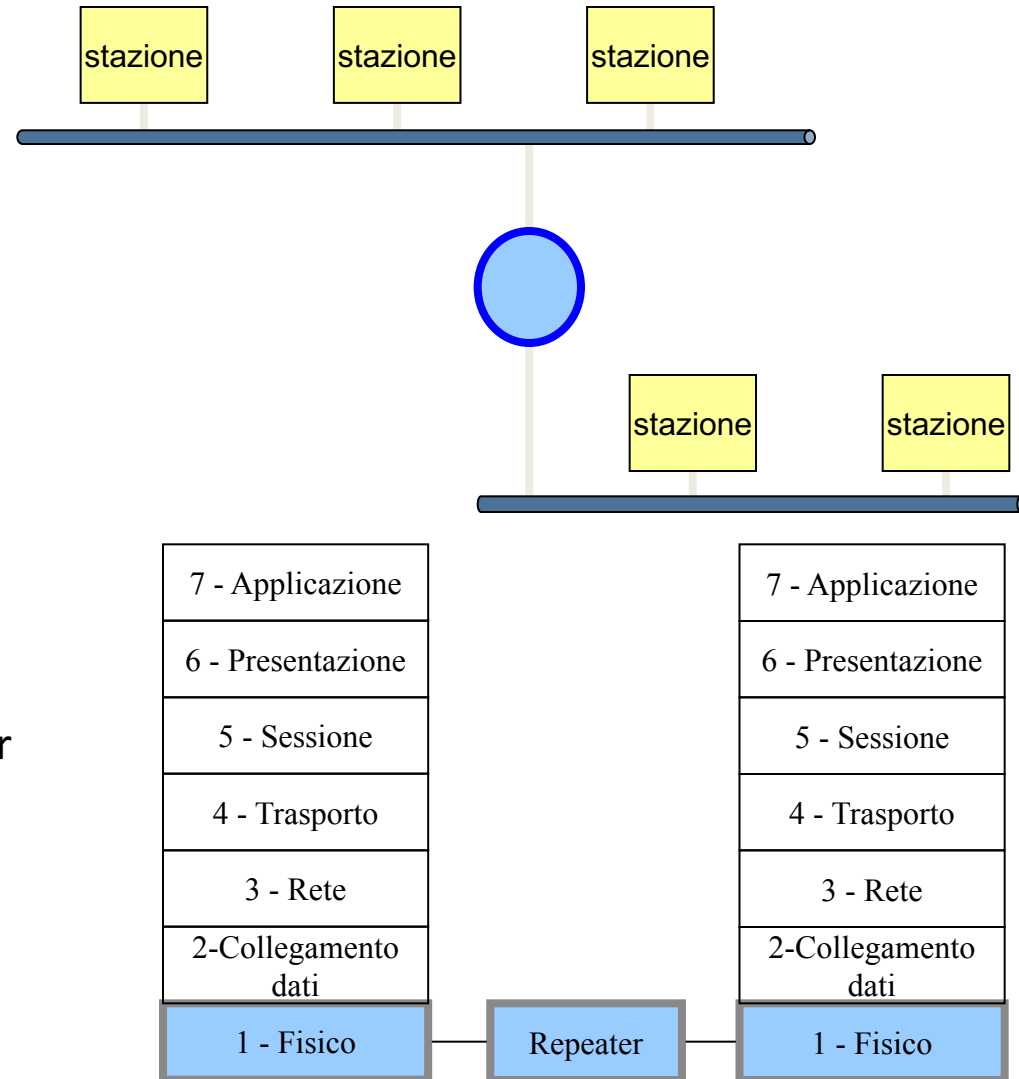 stazione stazione stazione
stazione stazione
7 - Applicazione 7 - Applicazione
6 - Presentazione 6 - Presentazione
r 5 - Sessione 5 - Sessione
4 - Trasporto 4 - Trasporto
3 - Rete 3 - Rete
2-Collegamento 2-Collegamento
dati dati
1 - Fisico Repeater 1 - Fisico